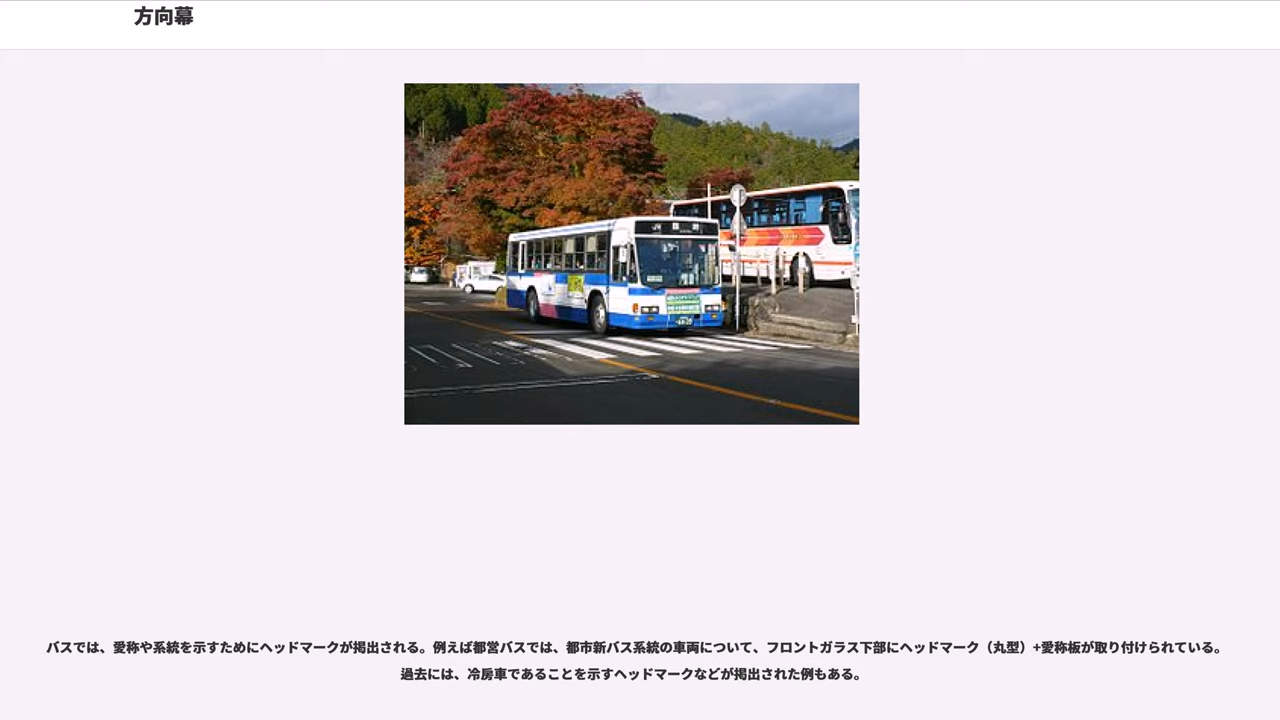 方向幕
バスでは、愛称や系統を示すためにヘッドマークが掲出される。例えば都営バスでは、都市新バス系統の車両について、フロントガラス下部にヘッドマーク（丸型）+愛称板が取り付けられている。
過去には、冷房車であることを示すヘッドマークなどが掲出された例もある。